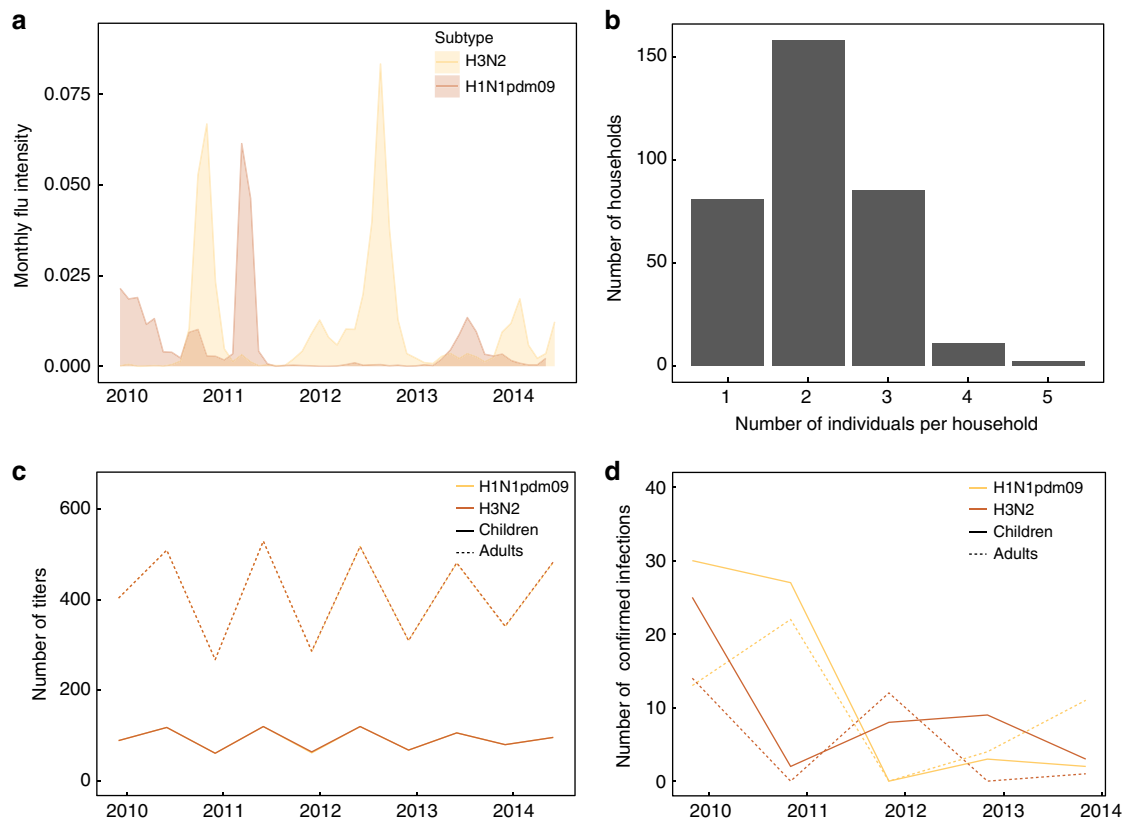 a
Subtype
H3N2
H1N1pdm09
Monthly flu intensity
0.075
0.050
0.025
0.000
2010 2011 2012 2013 2014
b
Number of households
150
100
50
0
1 2 3 4 5
Number of individuals per household
c
H1N1pdm09
H3N2
Children
Adults
Number of titers
600
400
200
0
2010 2011 2012 2013 2014
d
H1N1pdm09
H3N2
Children
Adults
Number of confirmed infections
40
30
20
10
0
2010 2011 2012 2013 2014